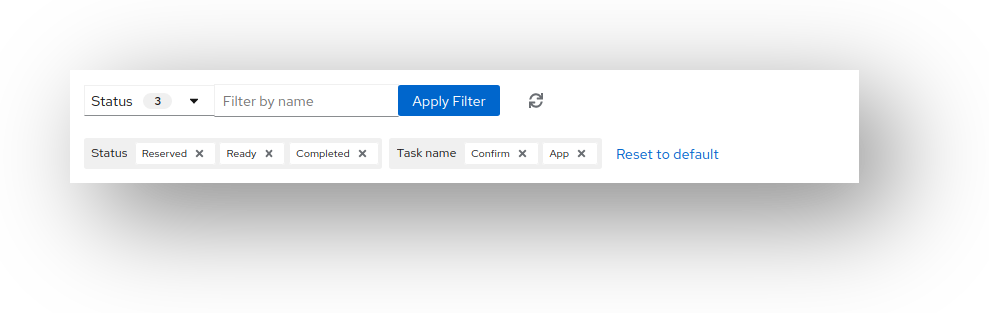 Status 3 Filter by name Apply Filter
Status Reserved Ready Completed Task name Confirm App Reset to default